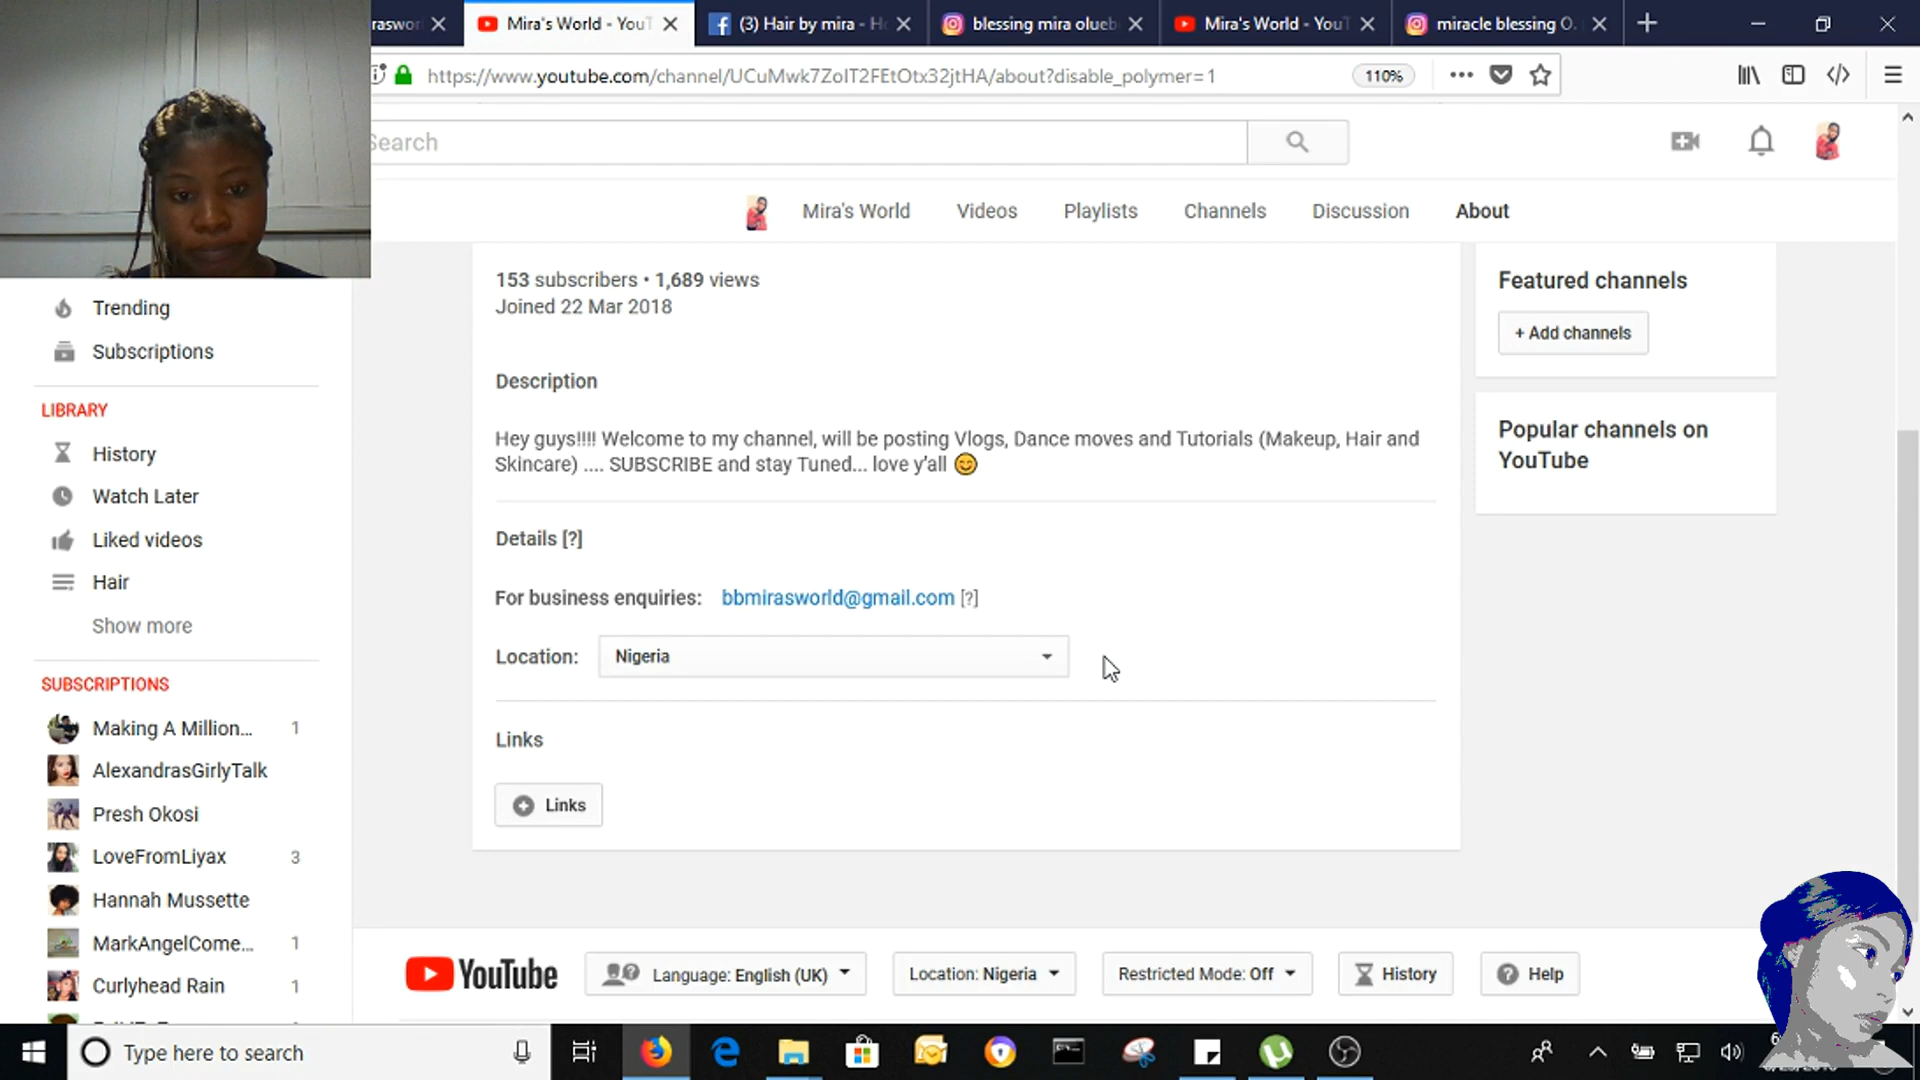 raswor
Mira's World - YouT
(3) Hair by mira - Ho
blessing mira olueb
Mira's World - YouT
miracle blessing O.
https://www.youtube.com/channel/UCuMwk7ZoIT2FEtOtx32jtHA/about?disable_polymer=1
110%
Search
Mira's World
Videos
Playlists
Channels
Discussion
About
153 subscribers • 1,689 views
Joined 22 Mar 2018
Featured channels
+ Add channels
Trending
Subscriptions
Description
LIBRARY
Hey guys!!!! Welcome to my channel, will be posting Vlogs, Dance moves and Tutorials (Makeup, Hair and
Skincare) .... SUBSCRIBE and stay Tuned... love y'all 😊
Popular channels on
YouTube
History
Watch Later
Liked videos
Hair
Show more
Details [?]
For business enquiries: bbmirasworld@gmail.com [?]
Location: Nigeria
SUBSCRIPTIONS
Making A Million... 1
AlexandrasGirlyTalk
Presh Okosi
LoveFromLiyax 3
Hannah Mussette
MarkAngelCome... 1
Curlyhead Rain 1
Links
Links
YouTube
Language: English (UK)
Location: Nigeria
Restricted Mode: Off
History
Help
Type here to search